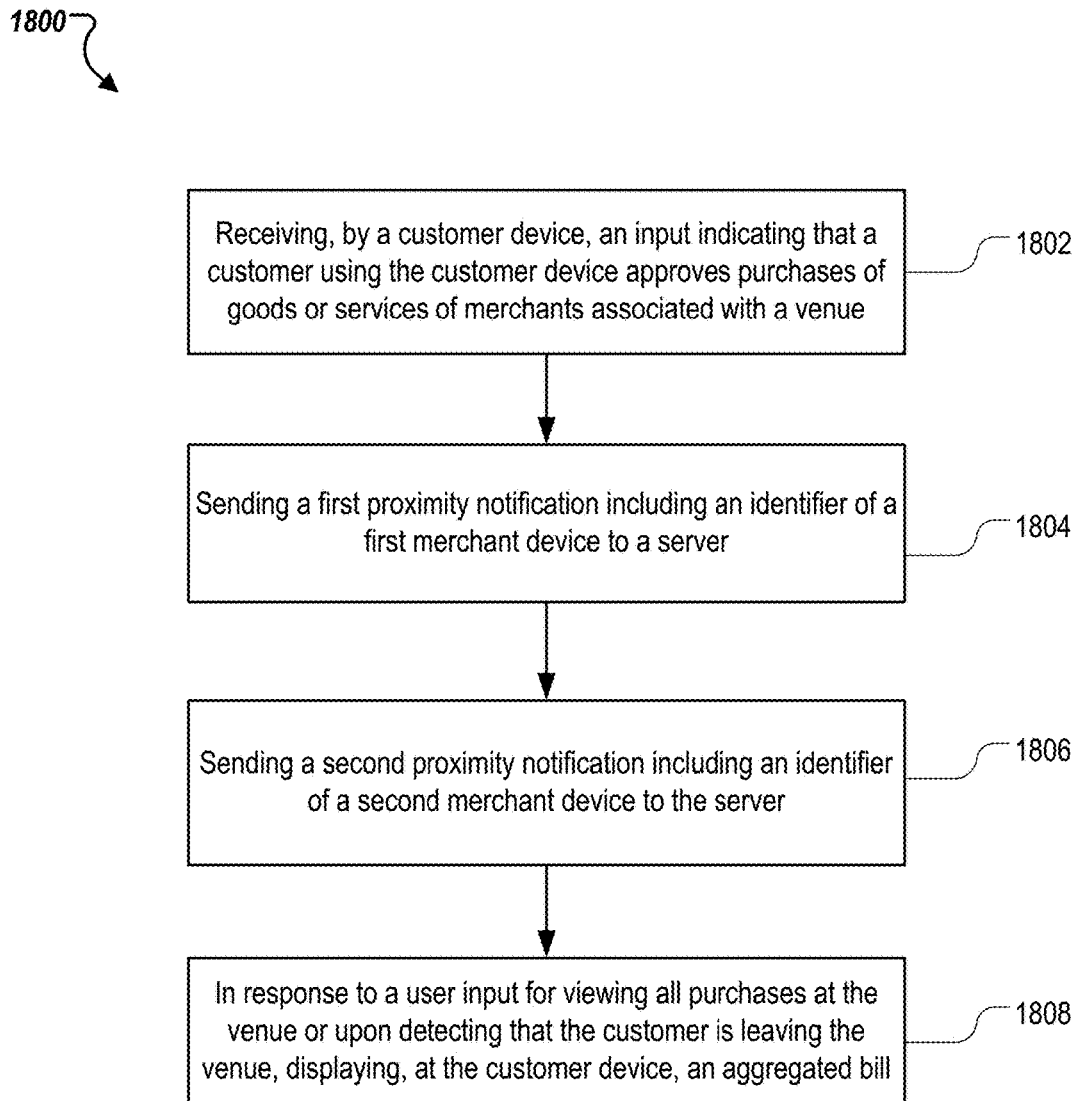 1800
Receiving, by a customer device, an input indicating that a
customer using the customer device approves purchases of
goods or services of merchants associated with a venue
1802
Sending a first proximity notification including an identifier of a
first merchant device to a server
1804
Sending a second proximity notification including an identifier
of a second merchant device to the server
1806
In response to a user input for viewing all purchases at the
venue or upon detecting that the customer is leaving the
venue, displaying, at the customer device, an aggregated bill
1808